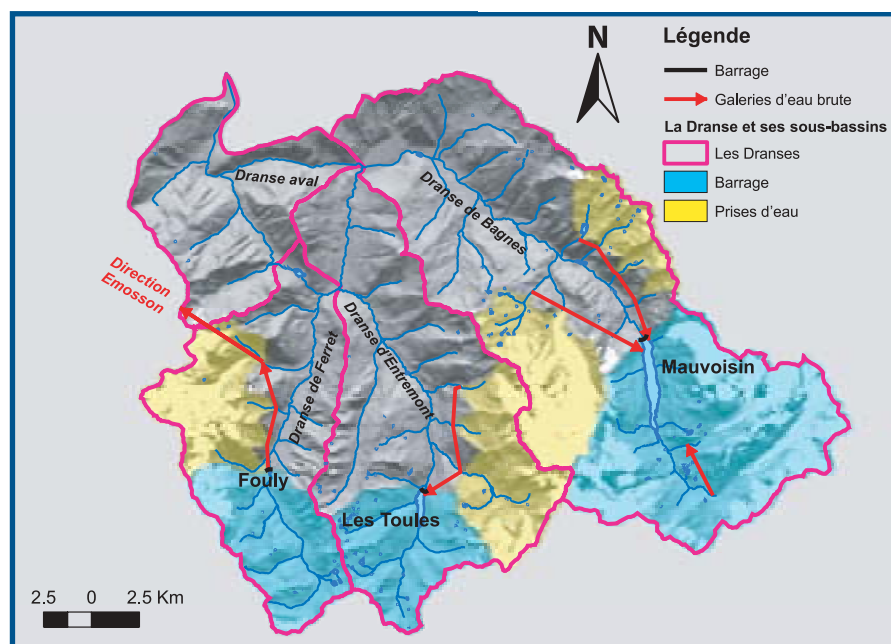 N
Légende
Barrage
Galeries d'eau brute
La Dranse et ses sous-bassins
Les Dranses
Barrage
Prises d'eau
Dranse aval
Dranse de Bagnes
Direction
Emosson
Dranse de Ferret
Dranse d'Entremont
Mauvoisin
Fouly
Les Toules
2.5 0 2.5 Km